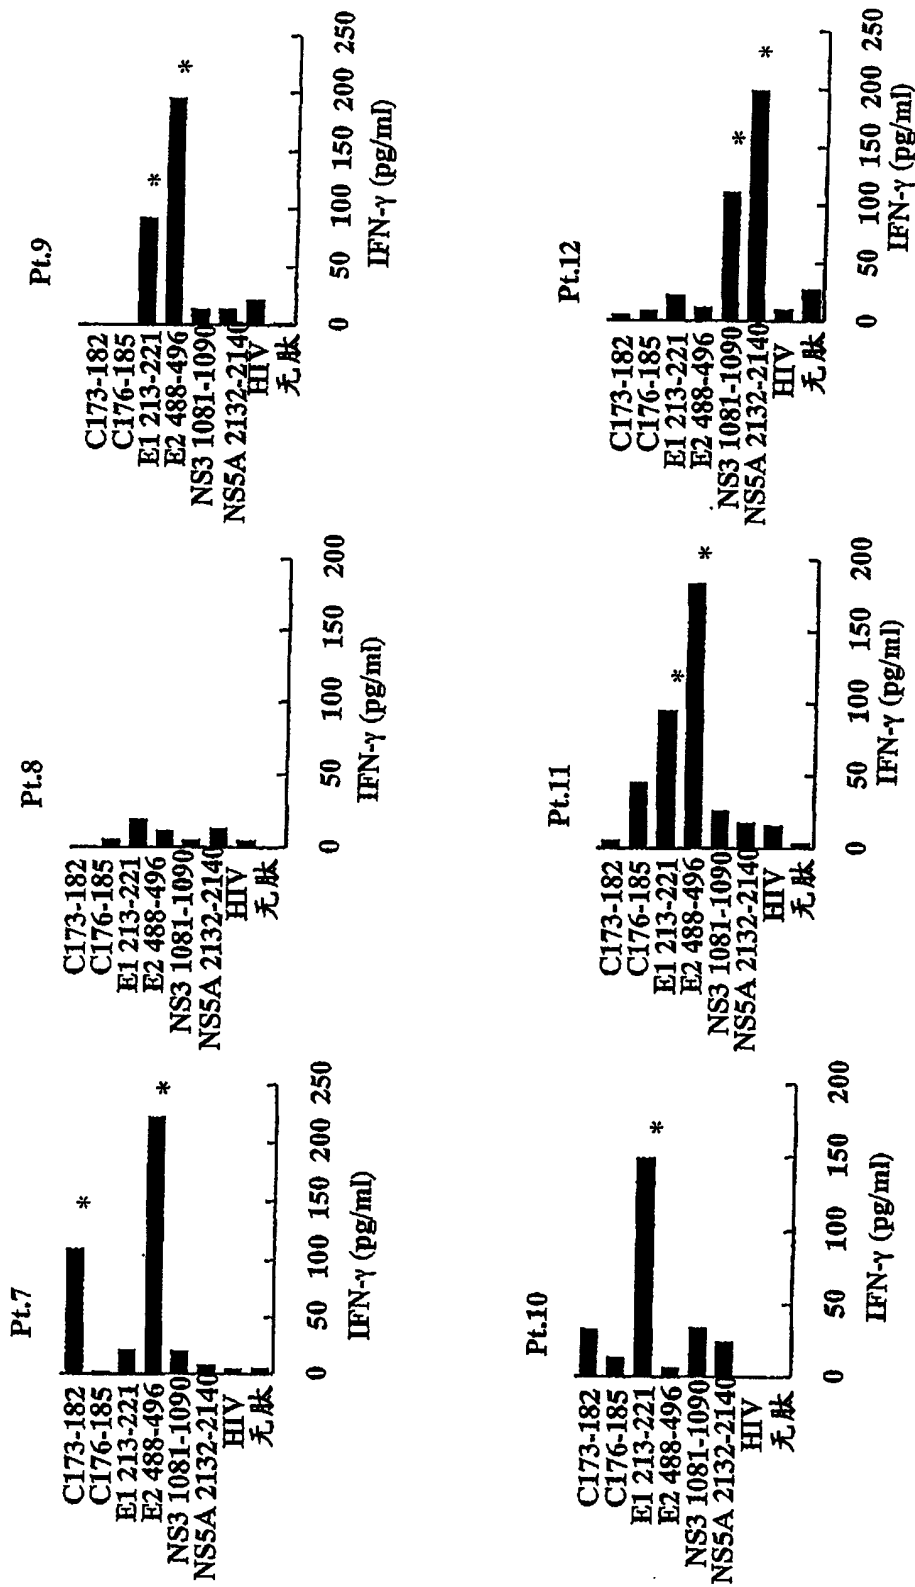 Pt.7
C173-182
C176-185
E1 213-221
E2 488-496
NS3 1081-1090
NS5A 2132-2140
HIV
无肽
0 50 100 150 200 250
IFN-γ (pg/ml)
* *
Pt.8
C173-182
C176-185
E1 213-221
E2 488-496
NS3 1081-1090
NS5A 2132-2140
HIV
无肽
0 50 100 150 200
IFN-γ (pg/ml)
Pt.9
C173-182
C176-185
E1 213-221
E2 488-496
NS3 1081-1090
NS5A 2132-2140
HIV
无肽
0 50 100 150 200 250
IFN-γ (pg/ml)
* *
Pt.10
C173-182
C176-185
E1 213-221
E2 488-496
NS3 1081-1090
NS5A 2132-2140
HIV
无肽
0 50 100 150 200
IFN-γ (pg/ml)
*
Pt.11
C173-182
C176-185
E1 213-221
E2 488-496
NS3 1081-1090
NS5A 2132-2140
HIV
无肽
0 50 100 150 200
IFN-γ (pg/ml)
* *
Pt.12
C173-182
C176-185
E1 213-221
E2 488-496
NS3 1081-1090
NS5A 2132-2140
HIV
无肽
0 50 100 150 200 250
IFN-γ (pg/ml)
* *